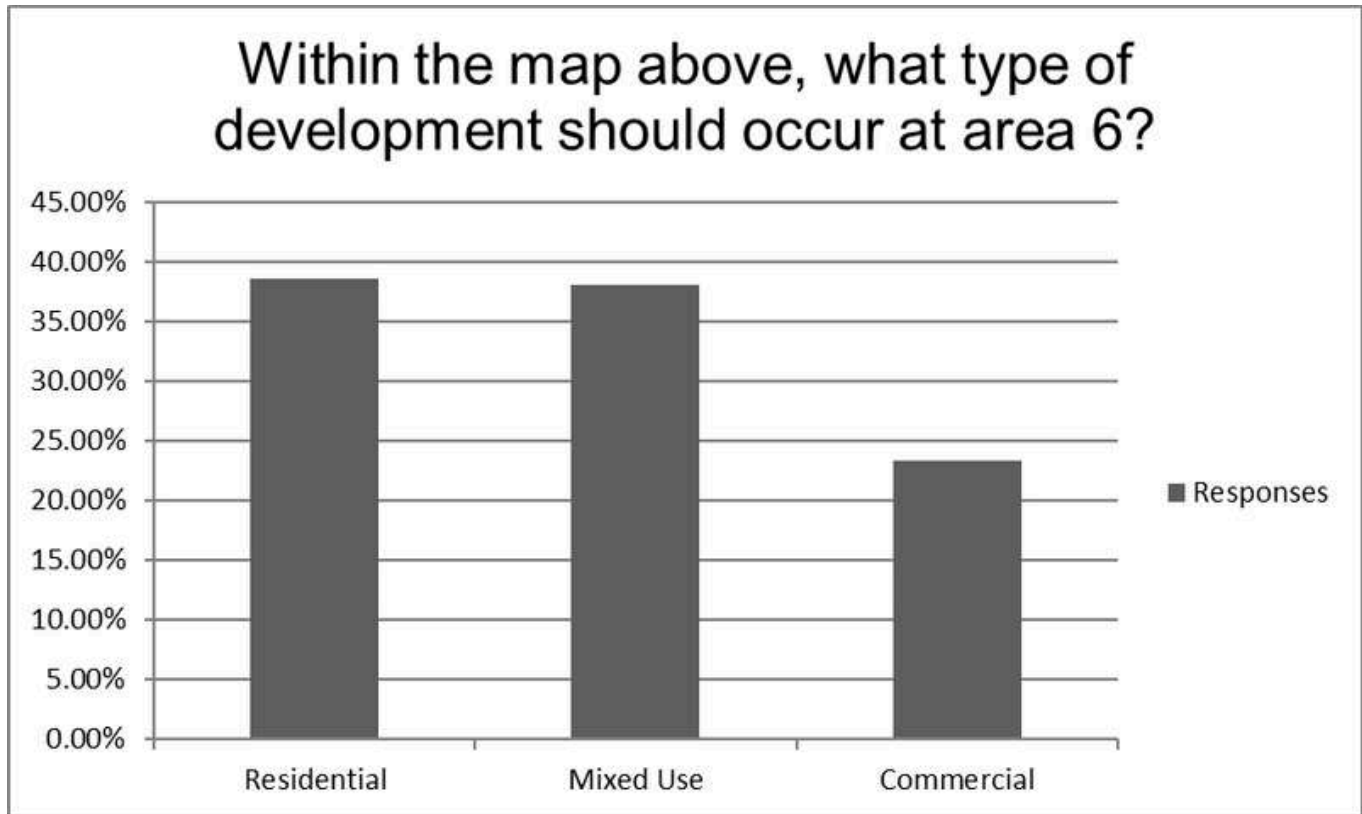 Within the map above, what type of
development should occur at area 6?
45.00%
40.00%
35.00%
30.00%
25.00%
20.00%
15.00%
10.00%
5.00%
0.00%
Responses
Residential
Mixed Use
Commercial